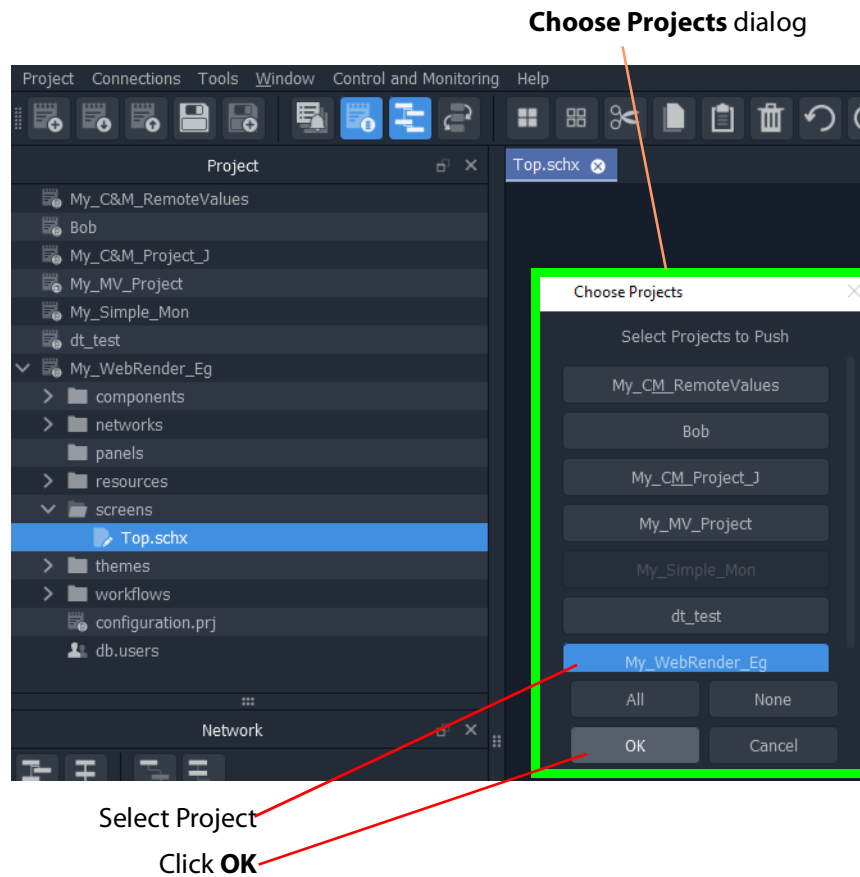 Choose Projects dialog
Project Connections Tools Window Control and Monitoring Help
Project
Top.schx
My_C&M_RemoteValues
Bob
My_C&M_Project_J
My_MV_Project
My_Simple_Mon
dt_test
My_WebRender_Eg
components
networks
panels
resources
screens
Top.schx
themes
workflows
configuration.prj
db.users
Network
Choose Projects
Select Projects to Push
My_CM_RemoteValues
Bob
My_CM_Project_J
My_MV_Project
My_Simple_Mon
dt_test
My_WebRender_Eg
All None
OK Cancel
Select Project
Click OK